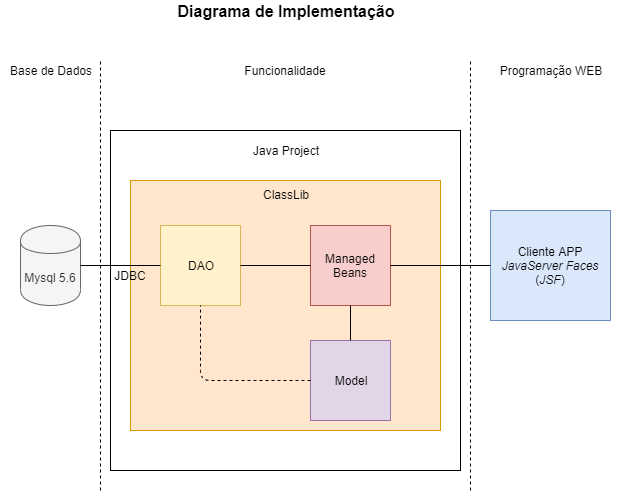 Diagrama de Implementação
Base de Dados
Funcionalidade
Programação WEB
Java Project
ClassLib
Mysql 5.6
JDBC
DAO
Managed
Beans
Cliente APP
JavaServer Faces
(JSF)
Model